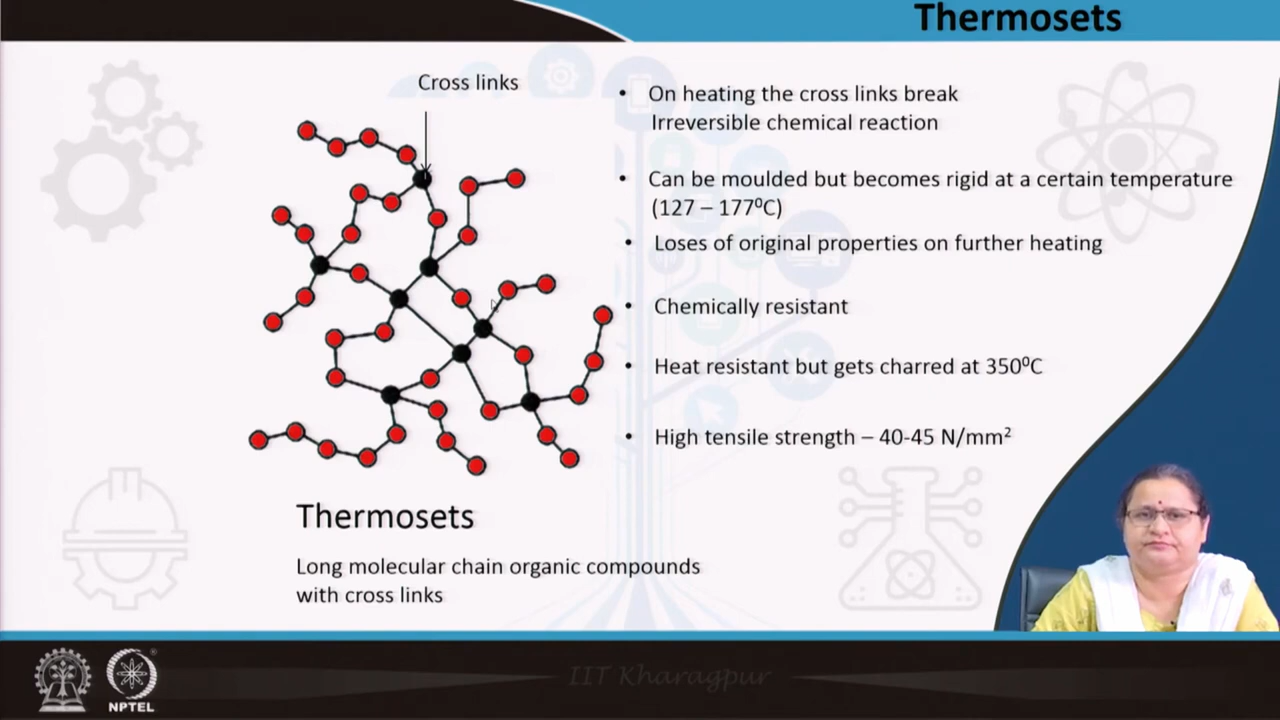 Thermosets
Cross links
• On heating the cross links break
Irreversible chemical reaction
• Can be moulded but becomes rigid at a certain temperature
(127 – 177⁰C)
• Loses of original properties on further heating
• Chemically resistant
• Heat resistant but gets charred at 350⁰C
• High tensile strength – 40-45 N/mm²
Thermosets
Long molecular chain organic compounds
with cross links
IIT Kharagpur
NPTEL